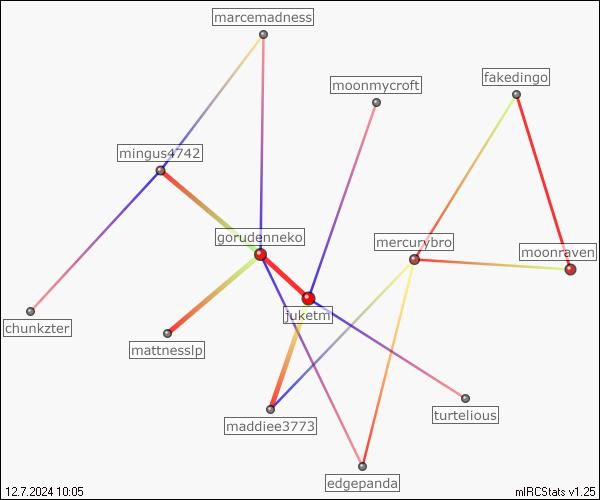 marcemadness
moonmycroft
fakedingo
mingus4742
gorudenneko
mercurybro
moonraven
juketm
chunkzter
mattnesslp
maddiee3773
turtelious
edgepanda
12.7.2024 10:05
mIRCStats v1.25